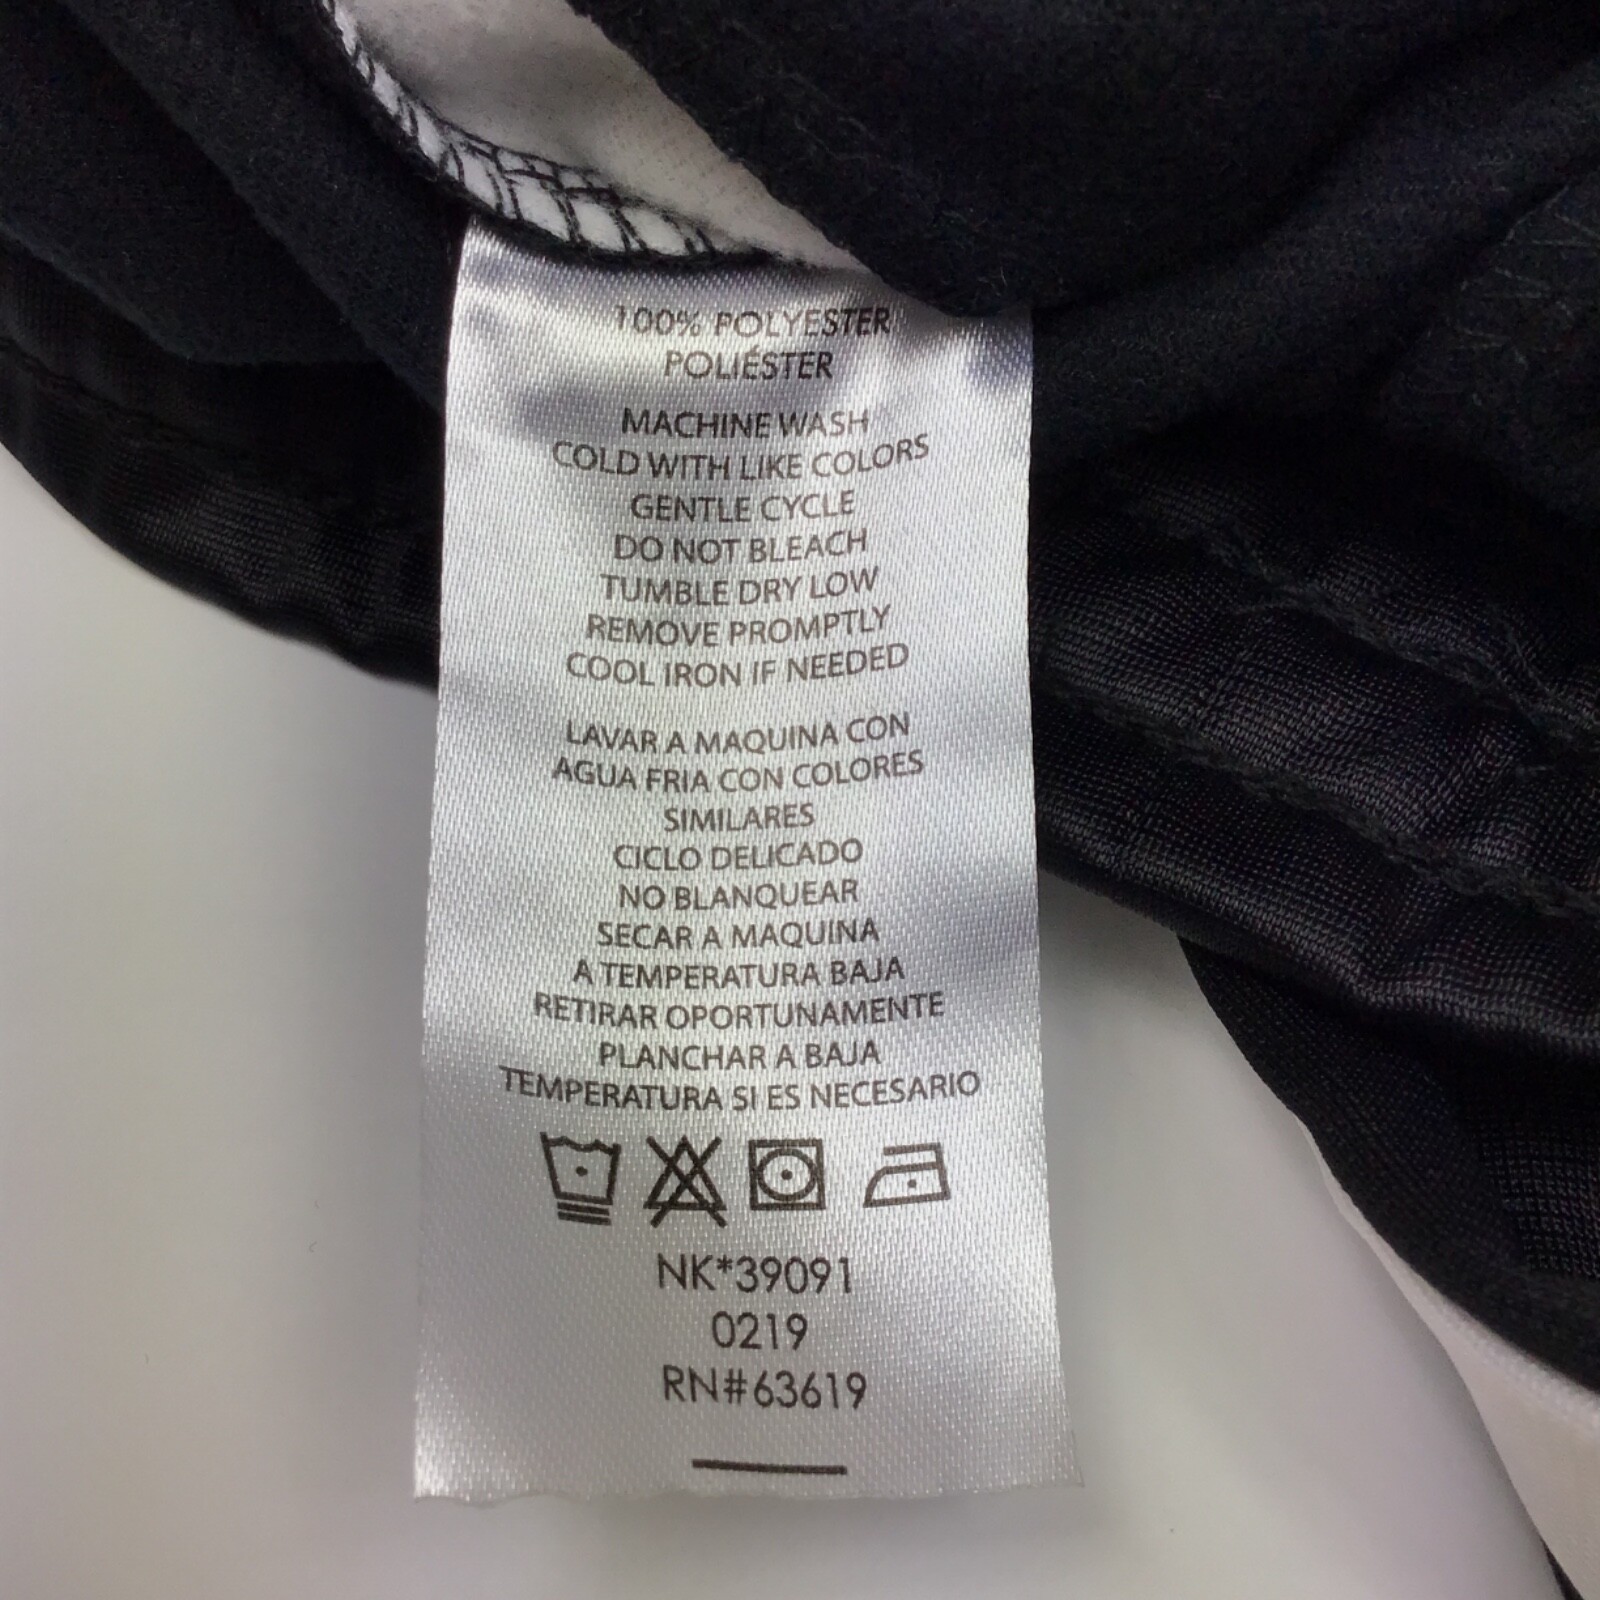 100% POLYESTER
POLIÉSTER
MACHINE WASH
COLD WITH LIKE COLORS
GENTLE CYCLE
DO NOT BLEACH
TUMBLE DRY LOW
REMOVE PROMPTLY
COOL IRON IF NEEDED
LAVAR A MAQUINA CON
AGUA FRIA CON COLORES
SIMILARES
CICLO DELICADO
NO BLANQUEAR
SECAR A MAQUINA
A TEMPERATURA BAJA
RETIRAR OPORTUNAMENTE
PLANCHAR A BAJA
TEMPERATURA SI ES NECESARIO
NK*39091
0219
RN#63619